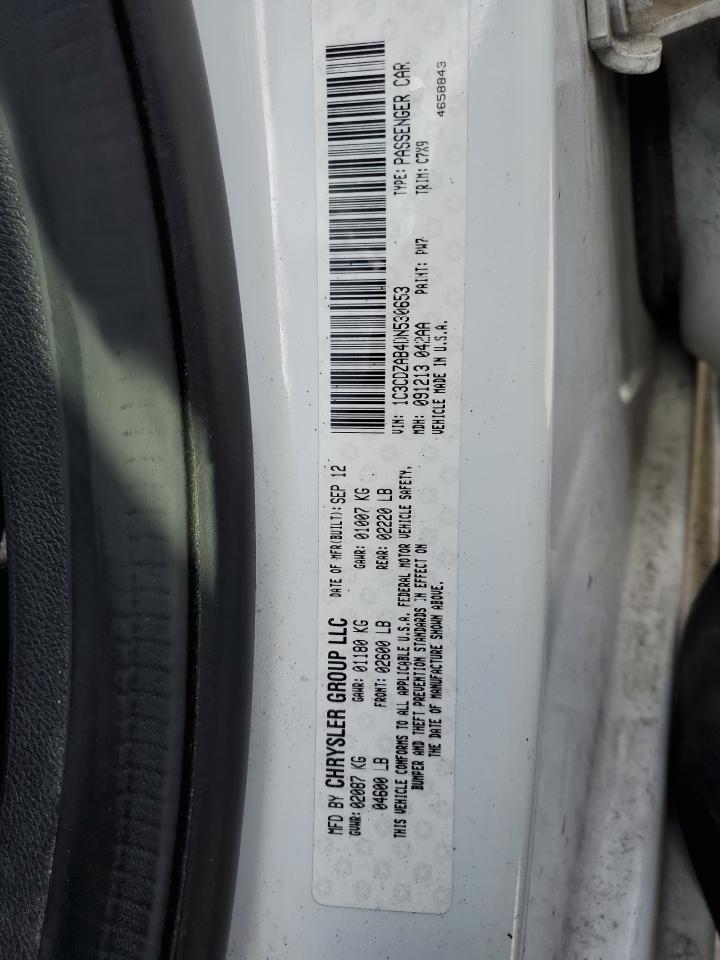 MFD BY CHRYSLER GROUP LLC DATE OF MFR(BUILT): SEP 12
GVWR: 02087 KG GAWR: 01180 KG GAWR: 01007 KG
04600 LB FRONT: 02600 LB REAR: 02220 LB
THIS VEHICLE CONFORMS TO ALL APPLICABLE U.S.A. FEDERAL MOTOR VEHICLE SAFETY,
BUMPER AND THEFT PREVENTION STANDARDS IN EFFECT ON
THE DATE OF MANUFACTURE SHOWN ABOVE.
VIN: 1C3CDZAB4DN530653 TYPE: PASSENGER CAR
MDH: 091213 042AA PAINT: PW7 TRIM: C7X9
VEHICLE MADE IN U.S.A. 4658843